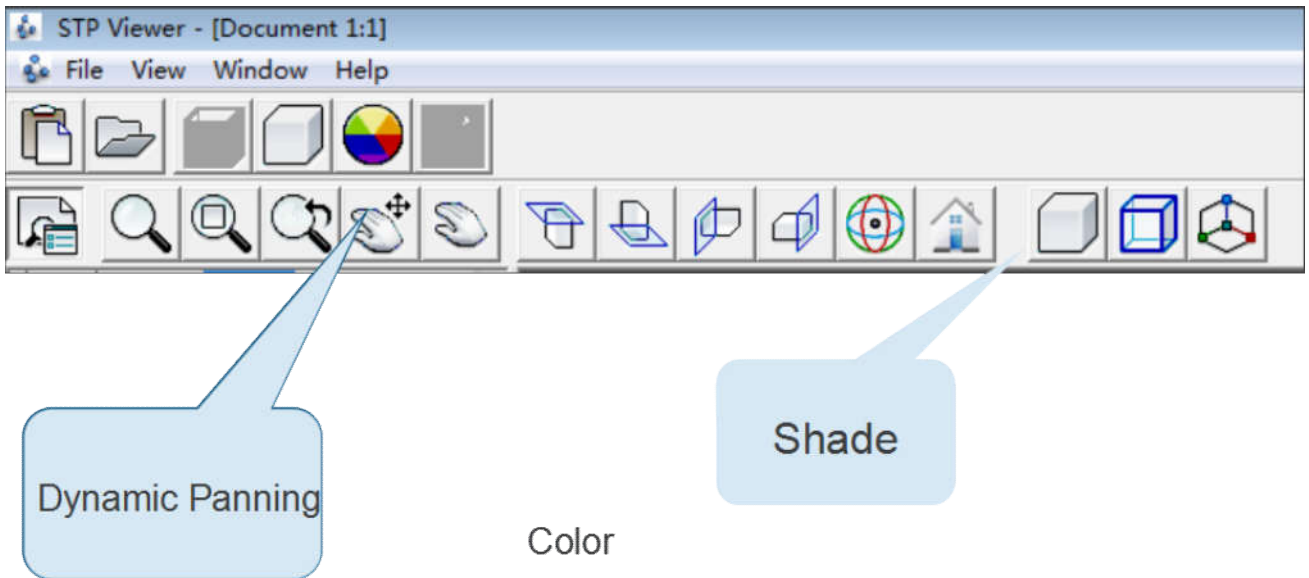 STP Viewer - [Document 1:1]
File View Window Help
Shade
Dynamic Panning
Color